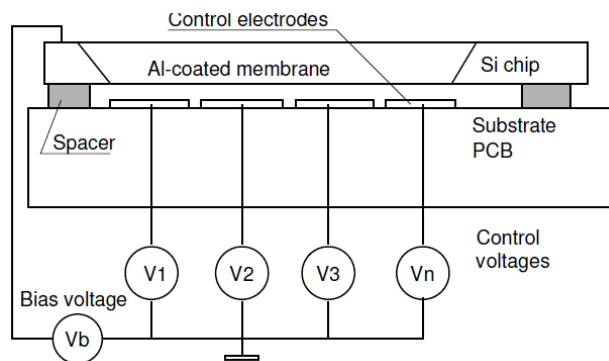 Control electrodes
Al-coated membrane
Si chip
Spacer
Substrate
PCB
V1
V2
V3
Vn
Control
voltages
Bias voltage
Vb